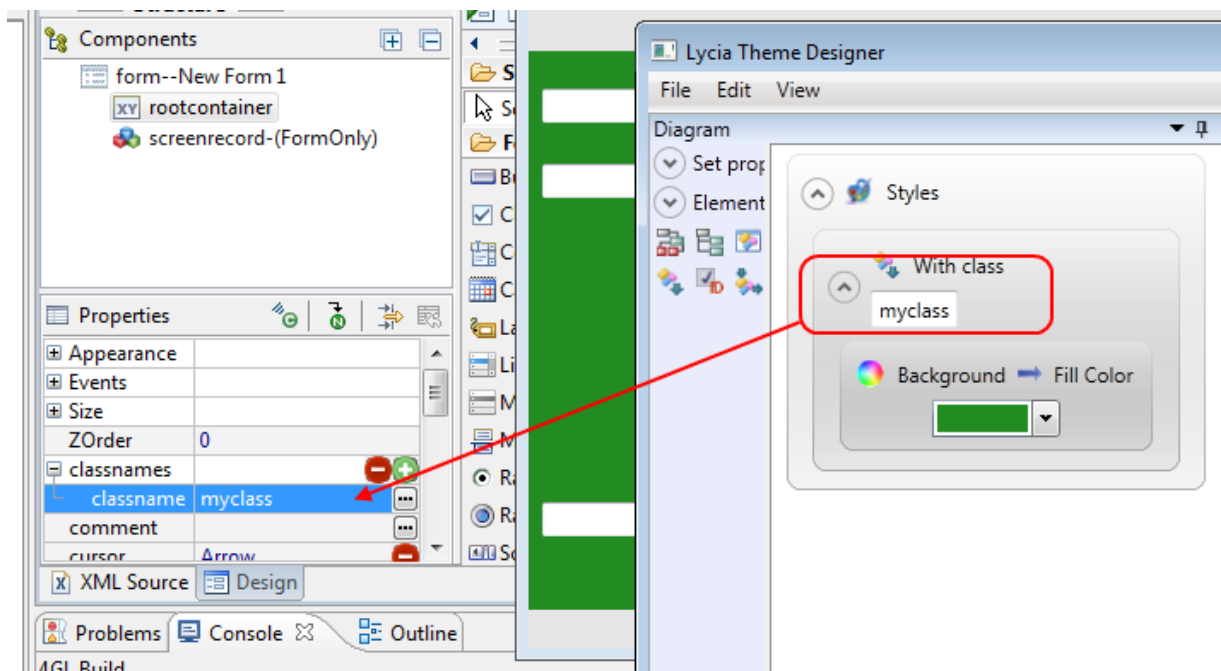 Components
form--New Form 1
rootcontainer
screenrecord-(FormOnly)
Properties
Appearance
Events
Size
ZOrder 0
classnames
classname myclass
comment
cursor Arrow
XML Source Design
Problems Console Outline
4GL Build
Lycia Theme Designer
File Edit View
Diagram
Set prop
Element
Styles
With class
myclass
Background Fill Color